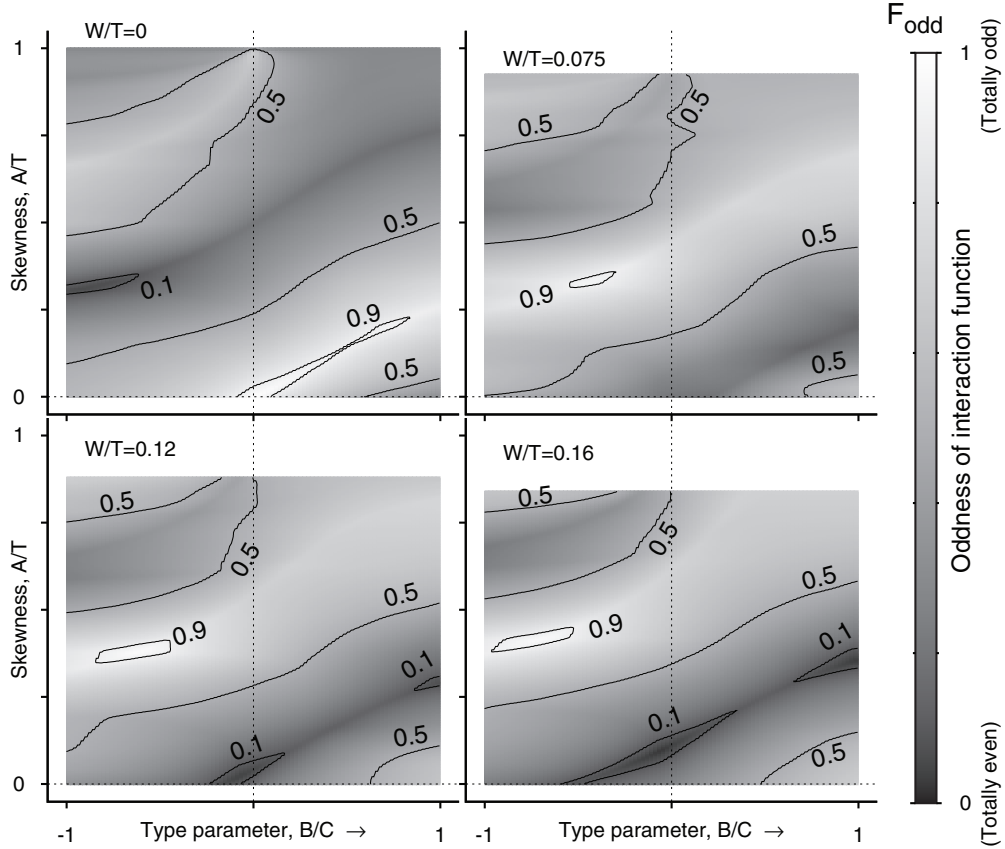 W/T=0
1
Skewness, A/T
0
0.5
0.5
0.1
0.9
0.5
W/T=0.075
0.5
0.5
0.5
0.9
0.5
W/T=0.12
1
Skewness, A/T
0
0.5
0.5
0.9
0.5
0.1
0.1
0.5
-1
Type parameter, B/C →
1
W/T=0.16
0.5
0.5
0.9
0.5
0.1
0.1
0.5
-1
Type parameter, B/C →
1
F_odd
1
(Totally odd)
Oddness of interaction function
0
(Totally even)